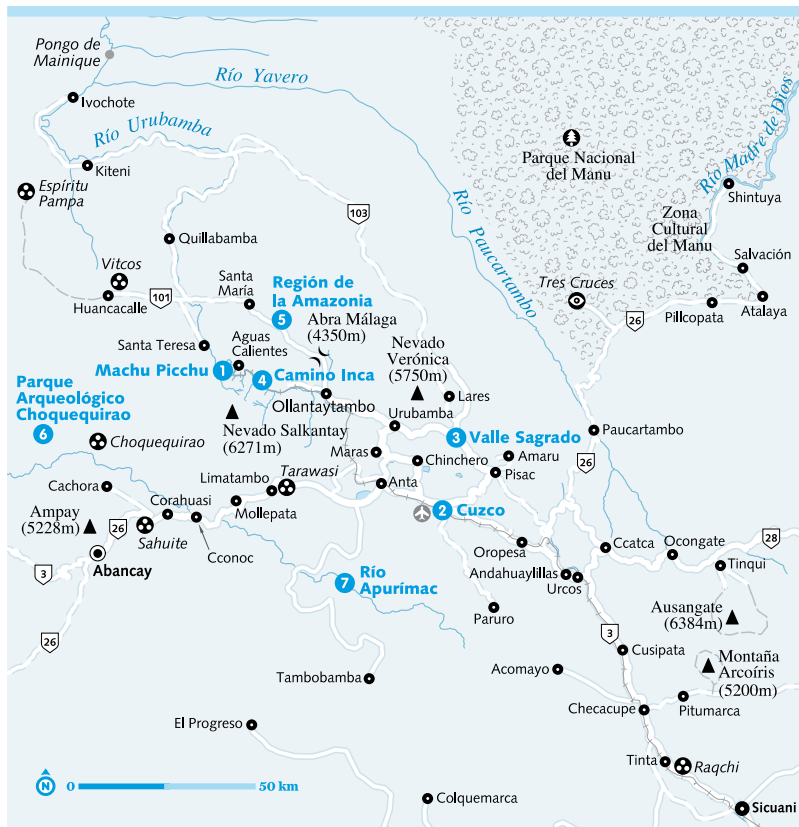 Pongo de
Mainique
Río Yavero
Ivochote
Río Urubamba
Kiteni
Espíritu
Pampa
Parque Nacional
del Manu
Río Madre de Dios
Shintuya
Zona
Cultural
del Manu
103
Río Paucartambo
Quillabamba
Salvación
Vitcos
Tres Cruces
Huancacalle
101
Santa
María
Región de
la Amazonia
5
Abra Málaga
(4350m)
Pillcopata
Atalaya
26
Santa Teresa
Aguas
Calientes
Nevado
Verónica
(5750m)
Machu Picchu
1
4
Camino Inca
Parque
Arqueológico
Choquequirao
6
Ollantaytambo
Lares
Nevado Salkantay
(6271m)
Urubamba
3
Valle Sagrado
Paucartambo
Choquequirao
Maras
Chinchero
Amaru
Pisac
26
Cachora
Limatambo
Tarawasi
Anta
Corahuasi
Mollepata
Ampay
(5228m)
26
Sahuite
Cconoc
2
Cuzco
Abancay
3
Oropesa
Ccatca
Ocongate
28
Tinqui
Andahuaylillas
Urcos
7
Río
Apurímac
Paruro
Ausangate
(6384m)
26
3
Cusipata
Tambobamba
Acomayo
Montaña
Arcoíris
(5200m)
Checacupe
Pitumarca
El Progreso
Tinta
Raqchi
N
0
50 km
Colquemarca
Sicuani